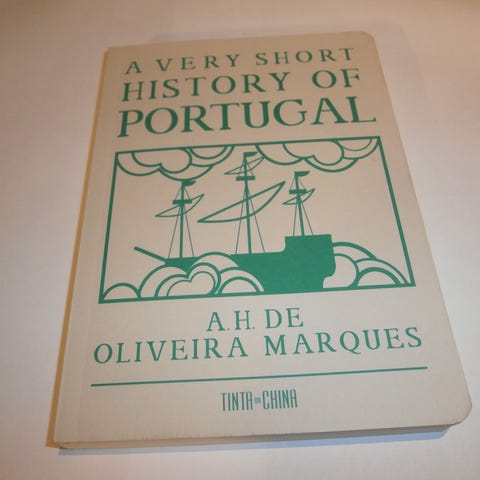 A VERY SHORT
HISTORY OF
PORTUGAL
A.H. DE
OLIVEIRA MARQUES
TINTA DA CHINA